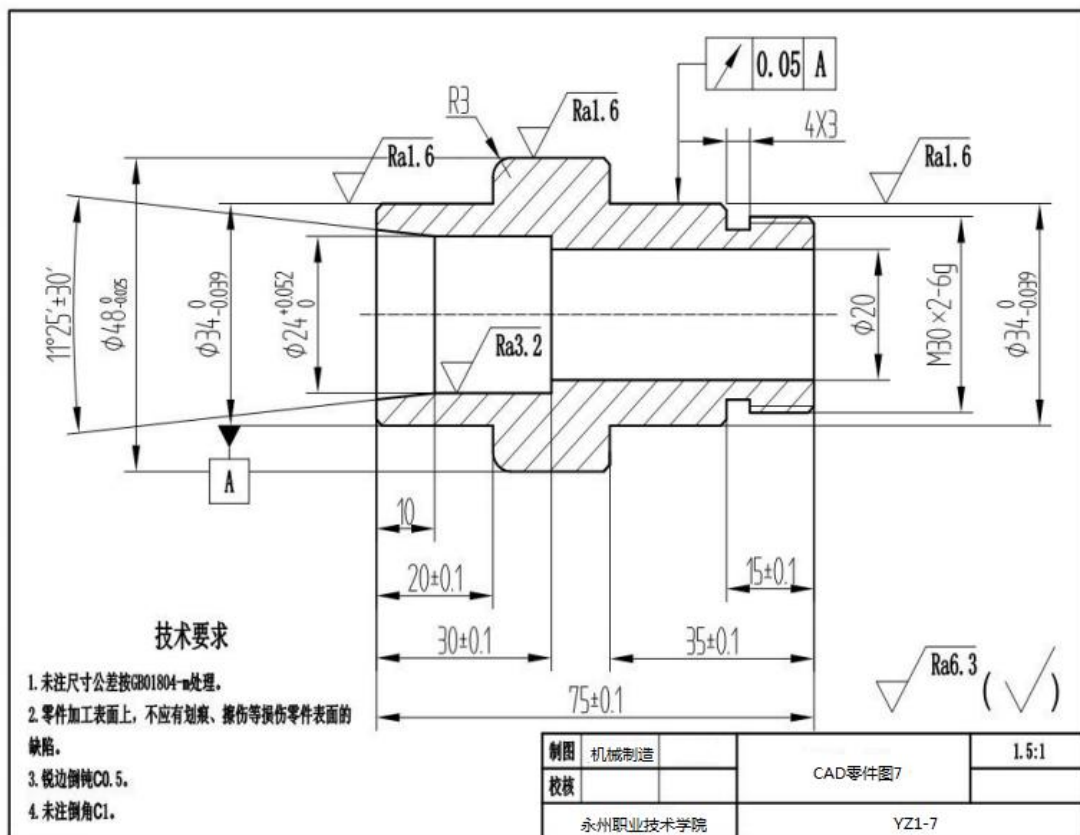 0.05 A
R3
Ra1.6
4X3
Ra1.6
Ra1.6
11°25′±30′
ϕ48 0 -0.025
ϕ34 0 -0.039
ϕ24 +0.052 0
Ra3.2
ϕ20
M30×2-6g
ϕ34 0 -0.039
A
10
20±0.1
15±0.1
30±0.1
35±0.1
75±0.1
技术要求
1.未注尺寸公差按GB01804-m处理。
2.零件加工表面上，不应有划痕、擦伤等损伤零件表面的
缺陷。
3.锐边倒钝C0.5。
4.未注倒角C1。
Ra6.3 (√)
制图 机械制造 CAD零件图7 1.5:1
校核
永州职业技术学院 YZ1-7